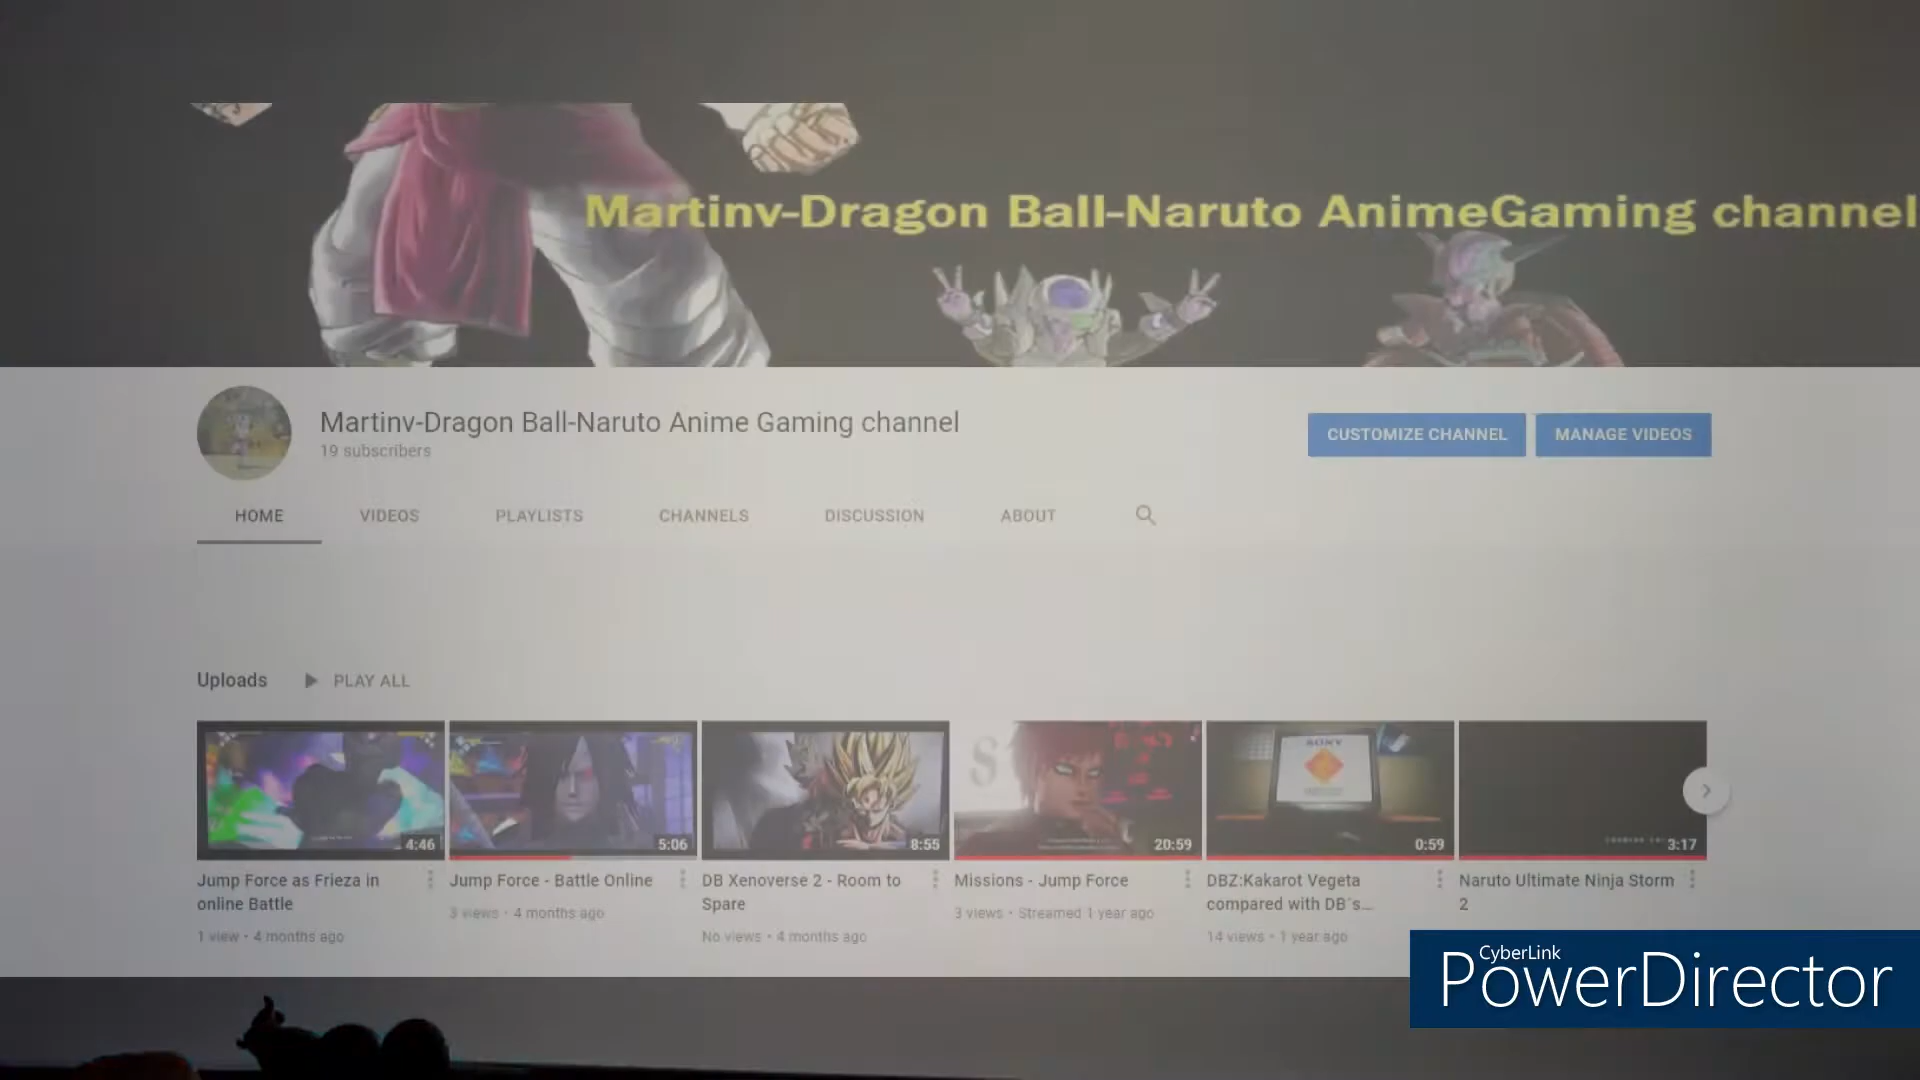 Martinv-Dragon Ball-Naruto AnimeGaming channel
Martinv-Dragon Ball-Naruto Anime Gaming channel
19 subscribers
CUSTOMIZE CHANNEL
MANAGE VIDEOS
HOME
VIDEOS
PLAYLISTS
CHANNELS
DISCUSSION
ABOUT
Uploads
PLAY ALL
SONY
4:46
5:06
8:55
20:59
0:59
3:17
Jump Force as Frieza in
online Battle
1 view • 4 months ago
Jump Force - Battle Online
3 views • 4 months ago
DB Xenoverse 2 - Room to
Spare
No views • 4 months ago
Missions - Jump Force
3 views • Streamed 1 year ago
DBZ:Kakarot Vegeta
compared with DB´s...
14 views • 1 year ago
Naruto Ultimate Ninja Storm
2
CyberLink
PowerDirector